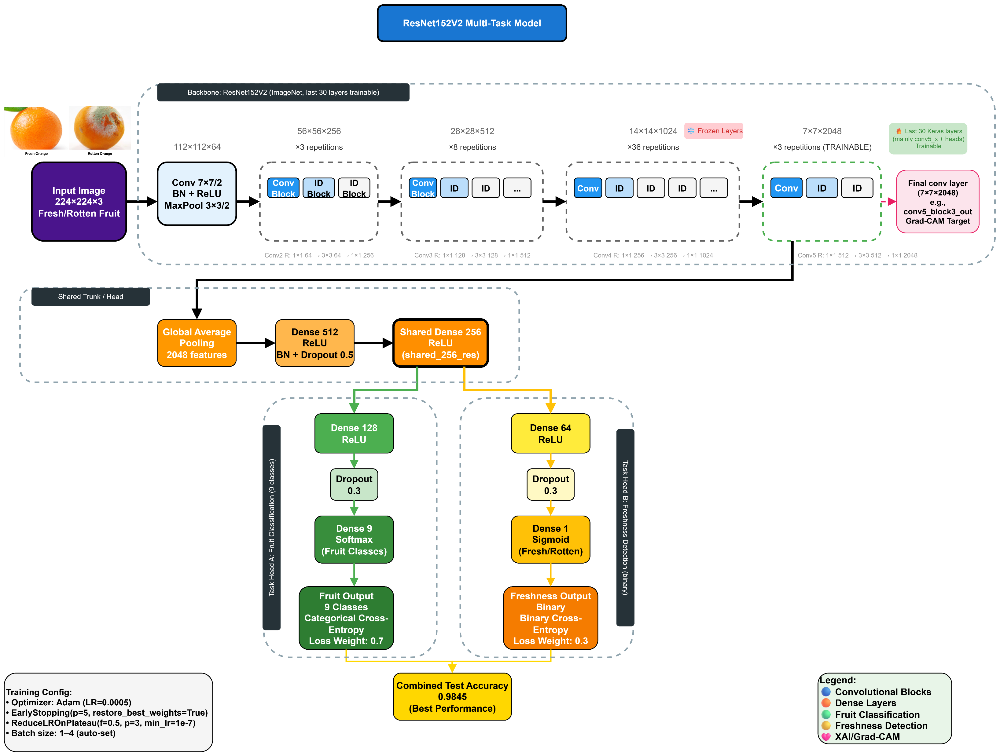 ResNet152V2 Multi-Task Model
Backbone: ResNet152V2 (ImageNet, last 30 layers trainable)
Fresh Orange
Rotten Orange
Input Image
224×224×3
Fresh/Rotten Fruit
112×112×64
Conv 7×7/2
BN + ReLU
MaxPool 3×3/2
56×56×256
×3 repetitions
Conv
Block
ID
Block
ID
Block
Conv2 R: 1×1 64 → 3×3 64 → 1×1 256
28×28×512
×8 repetitions
Conv
Block
ID
ID
...
Conv3 R: 1×1 128 → 3×3 128 → 1×1 512
14×14×1024
❄️ Frozen Layers
×36 repetitions
Conv
ID
ID
ID
...
Conv4 R: 1×1 256 → 3×3 256 → 1×1 1024
7×7×2048
×3 repetitions (TRAINABLE)
Conv
ID
ID
Conv5 R: 1×1 512 → 3×3 512 → 1×1 2048
🔥 Last 30 Keras layers
(mainly conv5_x + heads)
Trainable
Final conv layer
(7×7×2048)
e.g.,
conv5_block3_out
Grad-CAM Target
Shared Trunk / Head
Global Average
Pooling
2048 features
Dense 512
ReLU
BN + Dropout 0.5
Shared Dense 256
ReLU
(shared_256_res)
Task Head A: Fruit Classification (9 classes)
Dense 128
ReLU
Dropout
0.3
Dense 9
Softmax
(Fruit Classes)
Fruit Output
9 Classes
Categorical Cross-
Entropy
Loss Weight: 0.7
Task Head B: Freshness Detection (binary)
Dense 64
ReLU
Dropout
0.3
Dense 1
Sigmoid
(Fresh/Rotten)
Freshness Output
Binary
Binary Cross-
Entropy
Loss Weight: 0.3
Combined Test Accuracy
0.9845
(Best Performance)
Training Config:
• Optimizer: Adam (LR=0.0005)
• EarlyStopping(p=5, restore_best_weights=True)
• ReduceLROnPlateau(f=0.5, p=3, min_lr=1e-7)
• Batch size: 1–4 (auto-set)
Legend:
Convolutional Blocks
Dense Layers
Fruit Classification
Freshness Detection
XAI/Grad-CAM